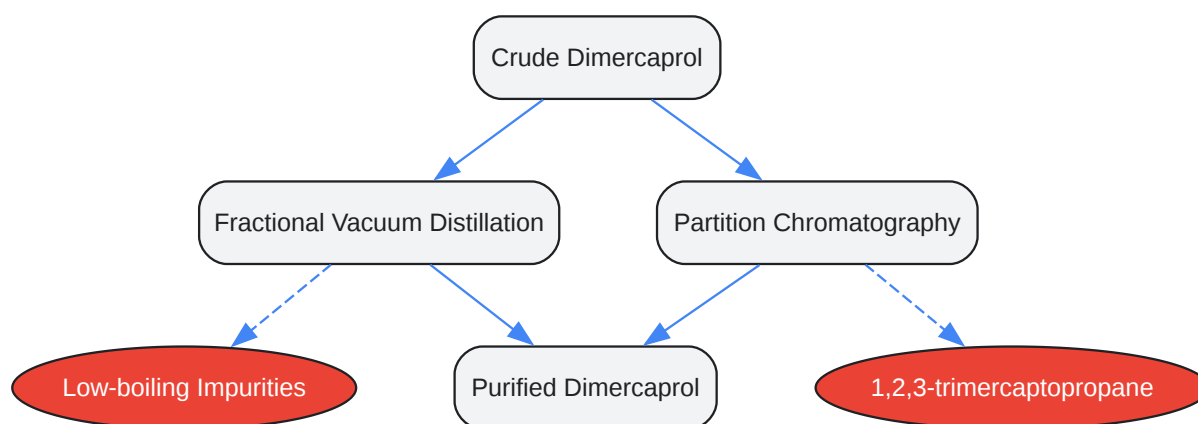 Crude Dimercaprol
Fractional Vacuum Distillation
Partition Chromatography
Low-boiling Impurities
Purified Dimercaprol
1,2,3-trimercaptopropane